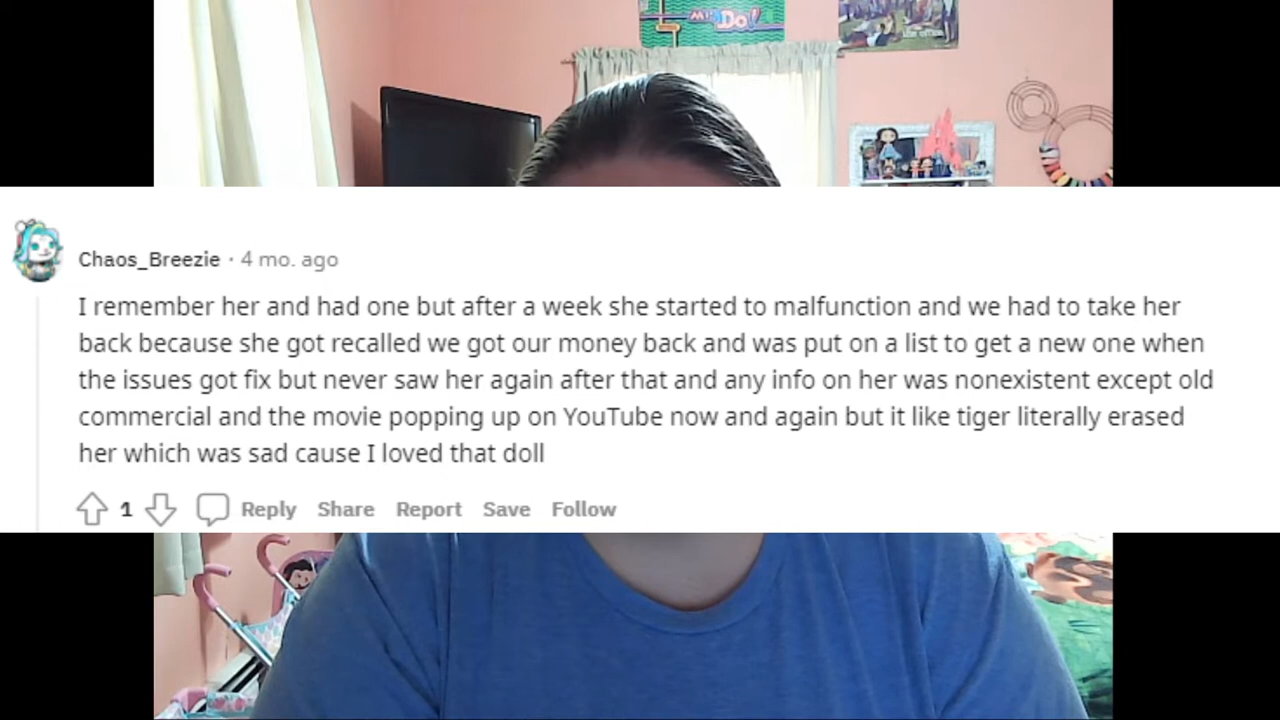 Mr. Do!
Chaos_Breezie · 4 mo. ago
I remember her and had one but after a week she started to malfunction and we had to take her
back because she got recalled we got our money back and was put on a list to get a new one when
the issues got fix but never saw her again after that and any info on her was nonexistent except old
commercial and the movie popping up on YouTube now and again but it like tiger literally erased
her which was sad cause I loved that doll
1 Reply Share Report Save Follow